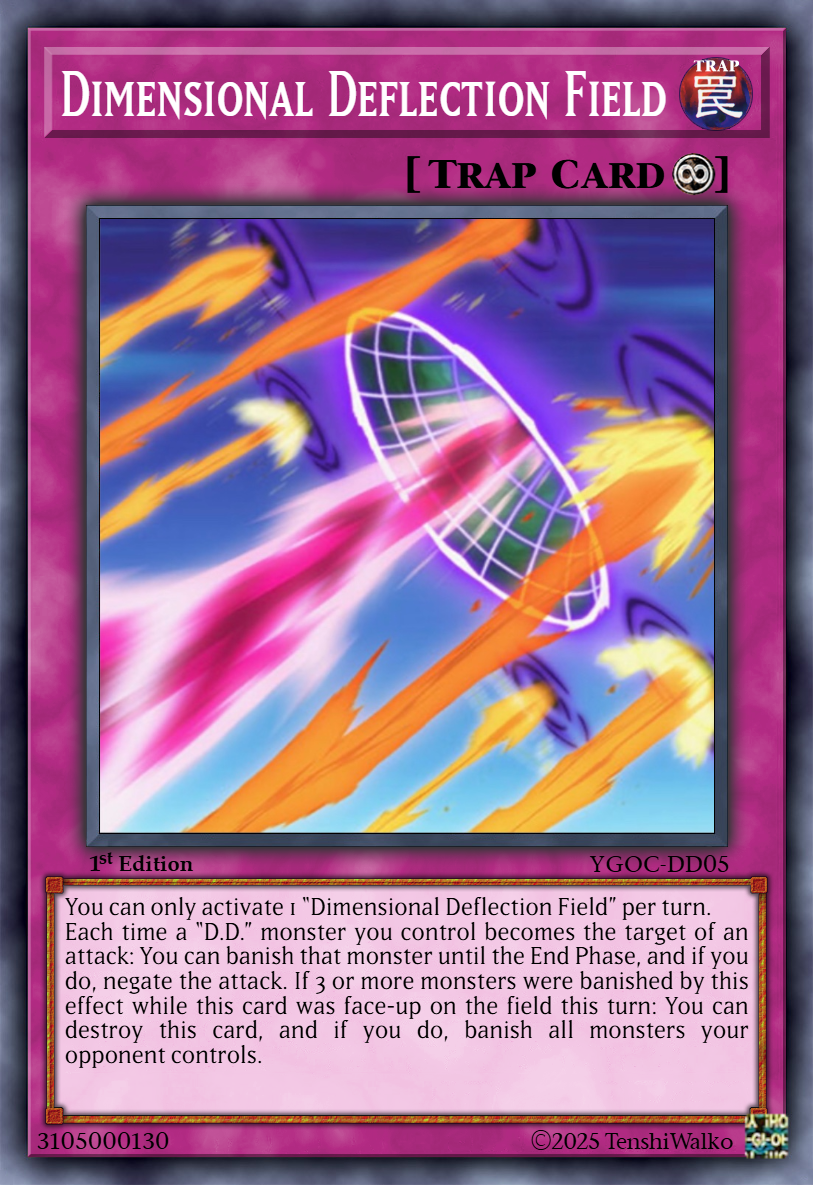 DIMENSIONAL DEFLECTION FIELD
TRAP
罠
[ TRAP CARD ]
1st Edition
YGOC-DD05
You can only activate 1 "Dimensional Deflection Field" per turn.
Each time a "D.D." monster you control becomes the target of an
attack: You can banish that monster until the End Phase, and if you
do, negate the attack. If 3 or more monsters were banished by this
effect while this card was face-up on the field this turn: You can
destroy this card, and if you do, banish all monsters your
opponent controls.
3105000130
©2025 TenshiWalko